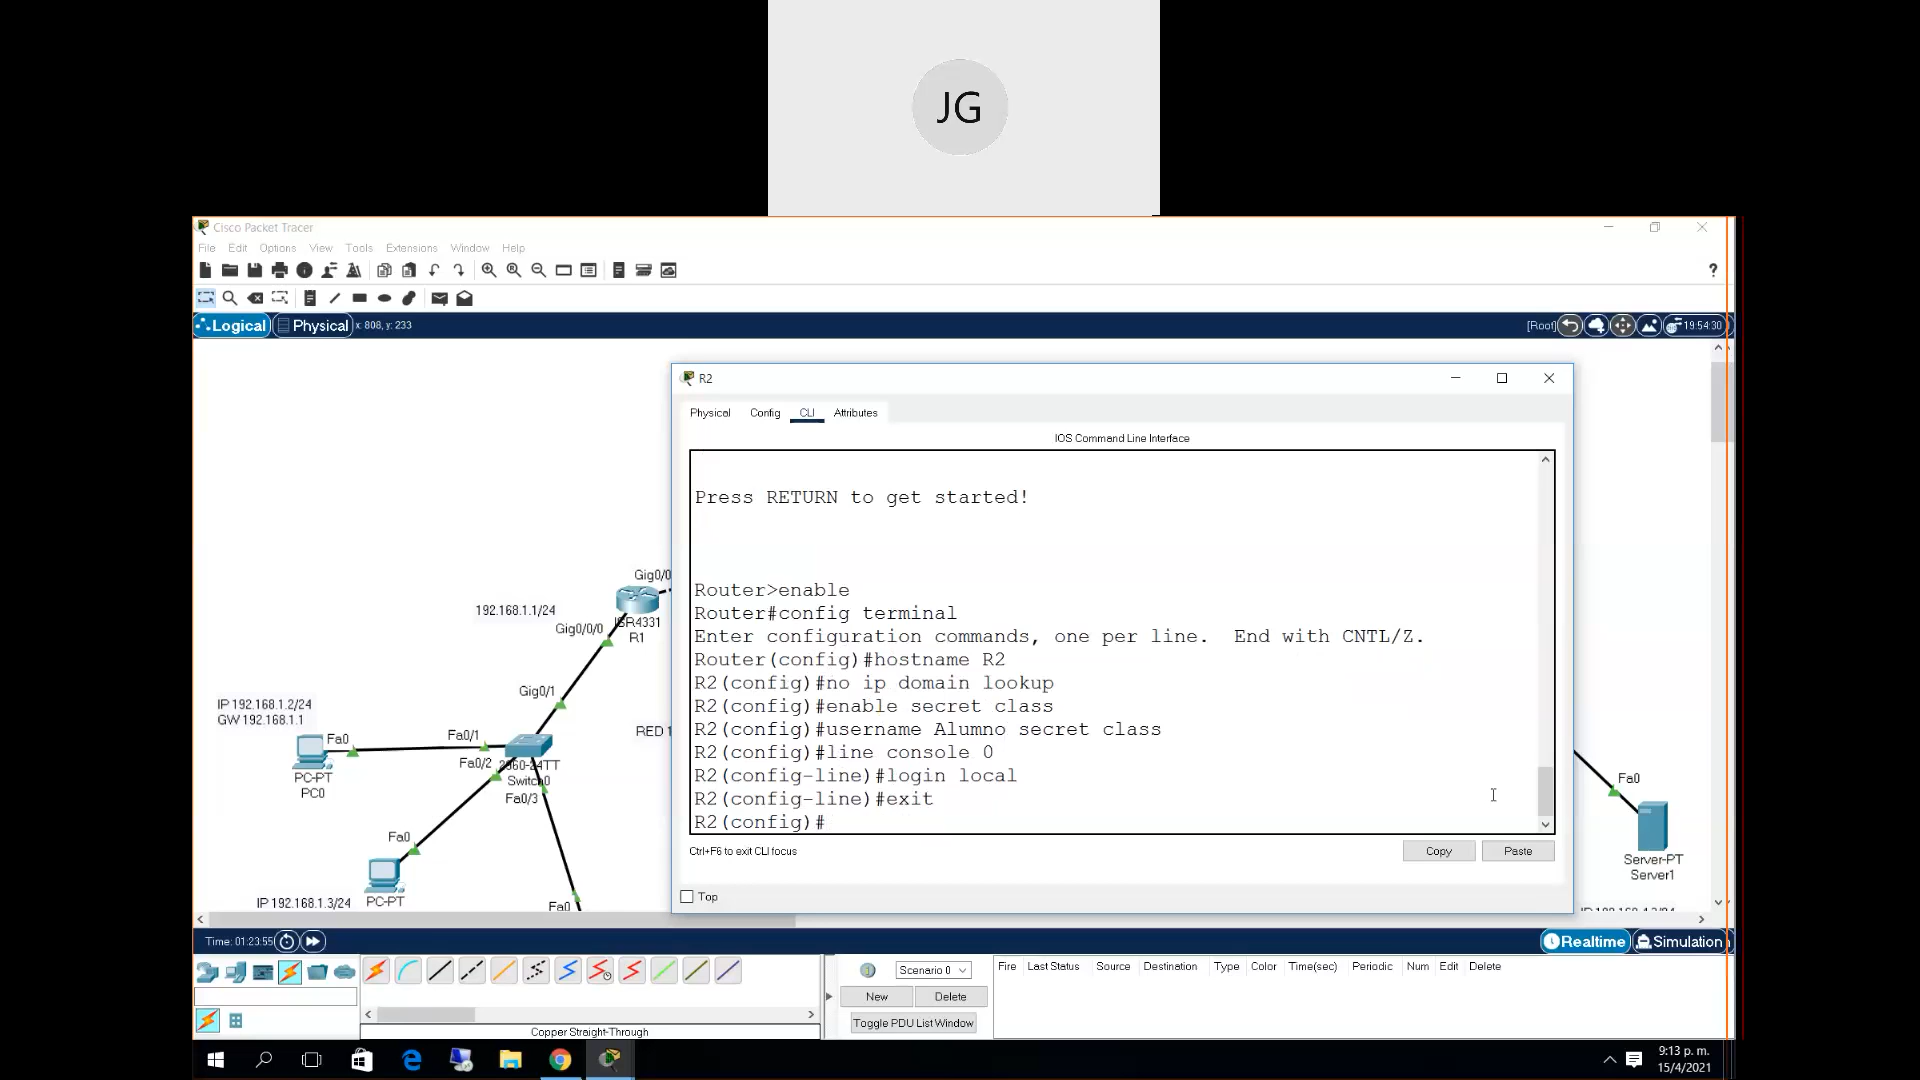 JG
Cisco Packet Tracer
File Edit Options View Tools Extensions Window Help
?
Logical Physical x: 808, y: 233
[Root] 19:54:30
R2
Physical Config CLI Attributes
IOS Command Line Interface
Press RETURN to get started!
Router>enable
Router#config terminal
Enter configuration commands, one per line.  End with CNTL/Z.
Router(config)#hostname R2
R2(config)#no ip domain lookup
R2(config)#enable secret class
R2(config)#username Alumno secret class
R2(config)#line console 0
R2(config-line)#login local
R2(config-line)#exit
R2(config)#
Ctrl+F6 to exit CLI focus
Copy Paste
Top
Gig0/0
192.168.1.1/24
ISR4331
R1
Gig0/0/0
Gig0/1
IP 192.168.1.2/24
GW 192.168.1.1
RED 1
Fa0
Fa0/1
Fa0/2
2960-24TT
Switch0
Fa0/3
PC-PT
PC0
Fa0
PC-PT
IP 192.168.1.3/24
Fa0
Fa0
Server-PT
Server1
Time: 01:23:55
Realtime Simulation
Scenario 0
New Delete
Toggle PDU List Window
Fire Last Status Source Destination Type Color Time(sec) Periodic Num Edit Delete
Copper Straight-Through
9:13 p. m.
15/4/2021